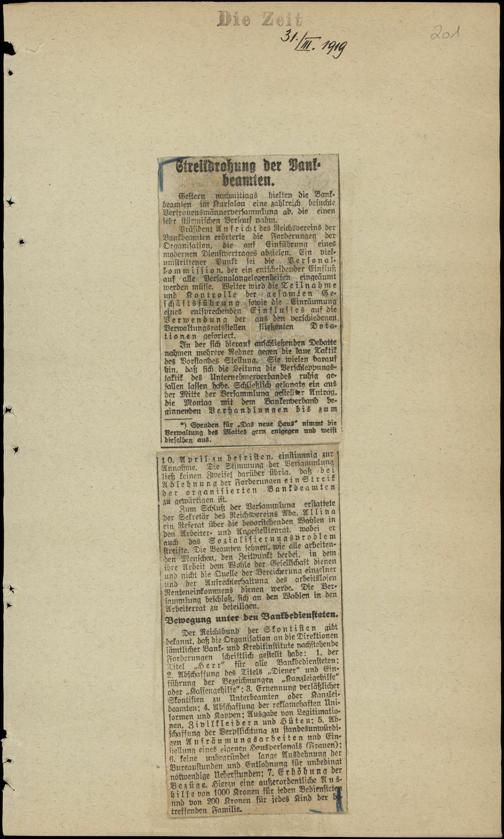 Die Zeit
31./III. 1919
201
Streikdrohung der Bank-
beamten.
Gestern nachmittags hielten die Bank-
beamten im Kursalon eine zahlreich besuchte
Vertrauensmännerversammlung ab, die einen
sehr stürmischen Verlauf nahm.
Präsident Aufricht des Reichsvereins der
Bankbeamten erörterte die Forderungen der
Organisation, die auf Einführung eines
modernen Dienstvertrages abzielen. Ein viel-
umstrittener Punkt sei die Personal-
kommission, der ein entscheidender Einfluß
auf alle Personalangelegenheiten eingeräumt
werden müsse. Weiter wird die Teilnahme
und Kontrolle der gesamten Ge-
schäftsführung sowie die Einräumung
eines entsprechenden Einflusses auf die
Verwendung der aus den verschiedenen
Verwaltungsratsstellen fließenden Dota-
tionen gefordert.
In der sich hierauf anschließenden Debatte
nahmen mehrere Redner gegen die laue Taktik
des Vorstandes Stellung. Sie wiesen darauf
hin, daß sich die Leitung die Verschleppungs-
taktik des Unternehmerverbandes ruhig ge-
fallen lassen habe. Schließlich gelangte ein aus
der Mitte der Versammlung gestellter Antrag,
die Montag mit dem Bankenverband be-
ginnenden Verhandlungen bis zum
*) Spenden für „Das neue Haus“ nimmt die
Verwaltung des Blattes gern entgegen und weist
dieselben aus.
10. April zu befristen, einstimmig zur
Annahme. Die Stimmung der Versammlung
ließ keinen Zweifel darüber übrig, daß bei
Ablehnung der Forderungen ein Streik
der organisierten Bankbeamten
zu gewärtigen ist.
Zum Schluß der Versammlung erstattete
der Sekretär des Reichsvereins Abg. Allina
ein Referat über die bevorstehenden Wahlen in
den Arbeiter- und Angestelltenrat, wobei er
auch das Sozialisierungsproblem
streifte. Die Beamten sehnen, wie alle arbeiten-
den Menschen, den Zeitpunkt herbei, in dem
ihre Arbeit dem Wohle der Gesellschaft dienen
und nicht die Quelle der Bereicherung einzelner
und der Aufrechterhaltung des arbeitslosen
Renteneinkommens dienen werde. Die Ver-
sammlung beschloß, sich an den Wahlen in den
Arbeiterrat zu beteiligen.
Bewegung unter den Bankbediensteten.
Der Reichsbund der Skontisten gibt
bekannt, daß die Organisation an die Direktionen
sämtlicher Bank- und Kreditinstitute nachstehende
Forderungen schriftlich gestellt habe: 1. der
Titel „Herr“ für alle Bankbediensteten;
2. Abschaffung des Titels „Diener“ und Ein-
führung der Bezeichnungen „Kanzleigehilfe“
oder „Kassengehilfe“; 3. Ernennung verläßlicher
Skontisten zu Unterbeamten oder Kanzlei-
beamten; 4. Abschaffung der reklamehaften Uni-
formen und Kappen; Ausgabe von Legitimatio-
nen, Zivilkleidern und Hüten; 5. Ab-
schaffung der Verpflichtung zu standesunwürdi-
gen Aufräumungsarbeiten und Ein-
stellung eines eigenen Hauspersonals (Frauen);
6. keine unbegründet lange Ausdehnung der
Bureaustunden und Entlohnung für unbedingt
notwendige Ueberstunden; 7. Erhöhung der
Bezüge. Hierzu eine außerordentliche Aus-
hilfe von 1000 Kronen für jeden Bediensteten
und von 200 Kronen für jedes Kind der be-
treffenden Familie.